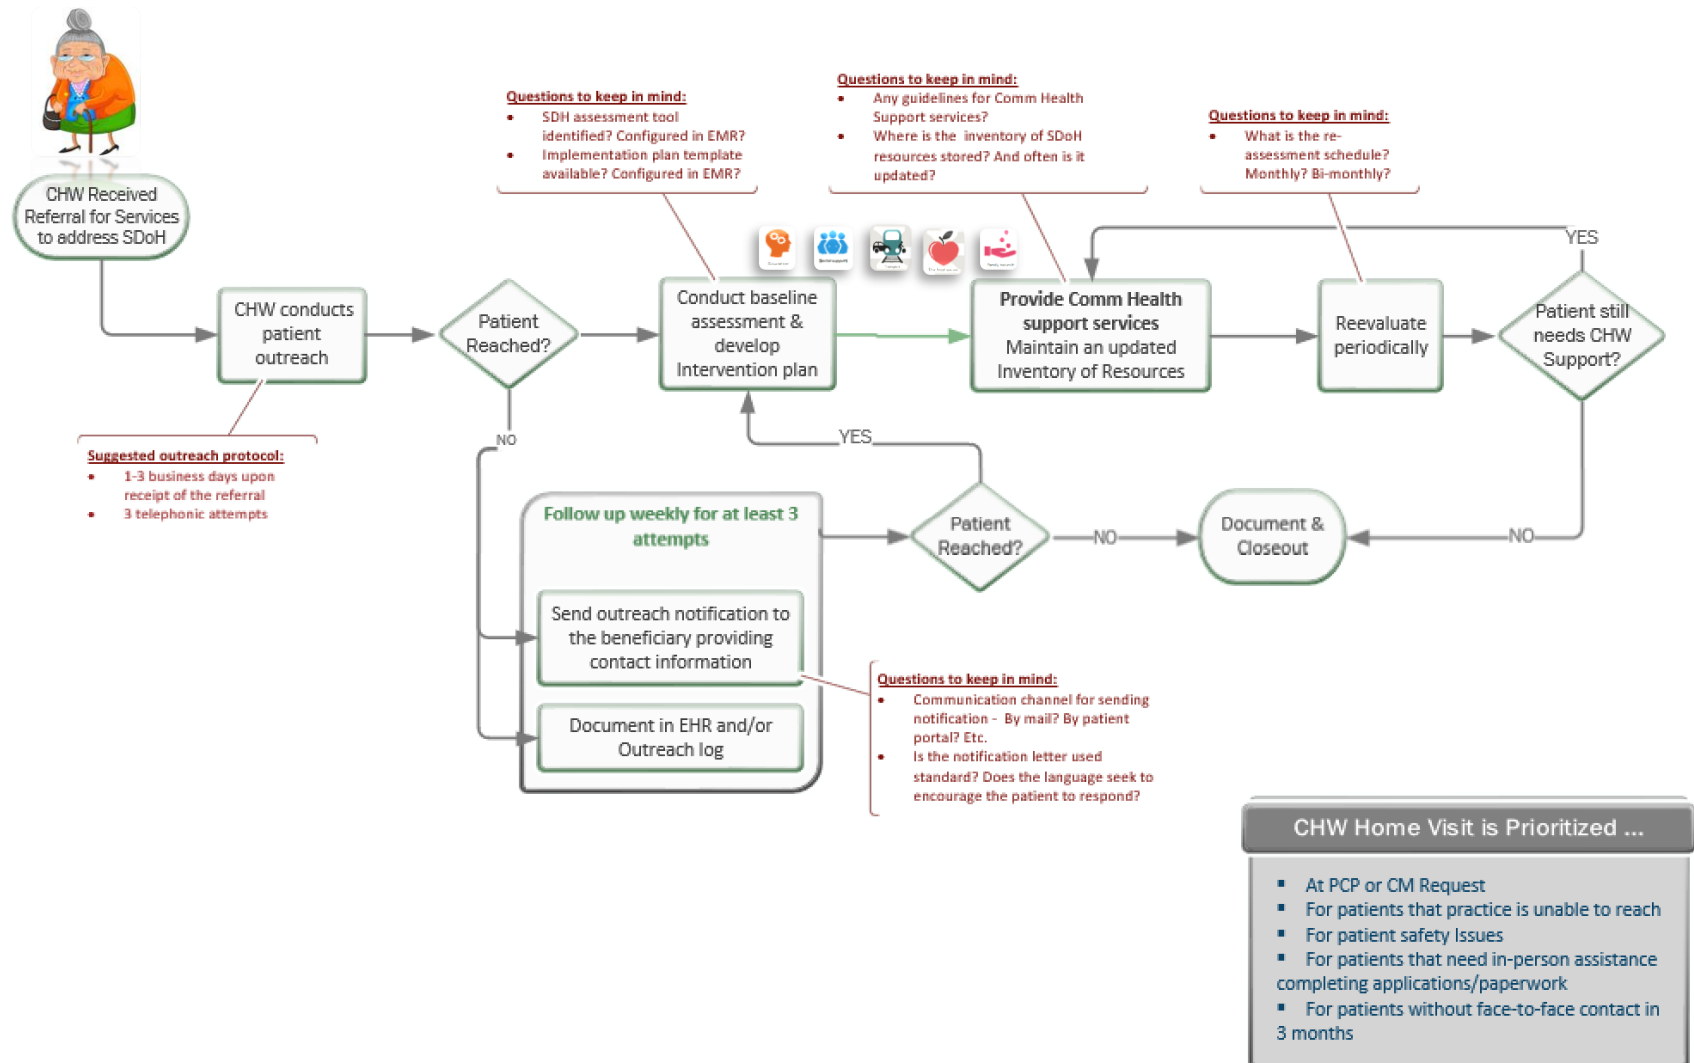 CHW Received
Referral for Services
to address SDoH
CHW conducts
patient
outreach
Suggested outreach protocol:
• 1-3 business days upon
receipt of the referral
• 3 telephonic attempts
Patient
Reached?
NO
Questions to keep in mind:
• SDH assessment tool
identified? Configured in EMR?
• Implementation plan template
available? Configured in EMR?
Conduct baseline
assessment &
develop
Intervention plan
Questions to keep in mind:
• Any guidelines for Comm Health
Support services?
• Where is the inventory of SDoH
resources stored? And often is it
updated?
Provide Comm Health
support services
Maintain an updated
Inventory of Resources
Questions to keep in mind:
• What is the re-
assessment schedule?
Monthly? Bi-monthly?
Reevaluate
periodically
YES
Patient still
needs CHW
Support?
NO
Follow up weekly for at least 3
attempts
Send outreach notification to
the beneficiary providing
contact information
Document in EHR and/or
Outreach log
Questions to keep in mind:
• Communication channel for sending
notification - By mail? By patient
portal? Etc.
• Is the notification letter used
standard? Does the language seek to
encourage the patient to respond?
YES
Patient
Reached?
NO
Document &
Closeout
CHW Home Visit is Prioritized ...
▪ At PCP or CM Request
▪ For patients that practice is unable to reach
▪ For patient safety Issues
▪ For patients that need in-person assistance
completing applications/paperwork
▪ For patients without face-to-face contact in
3 months